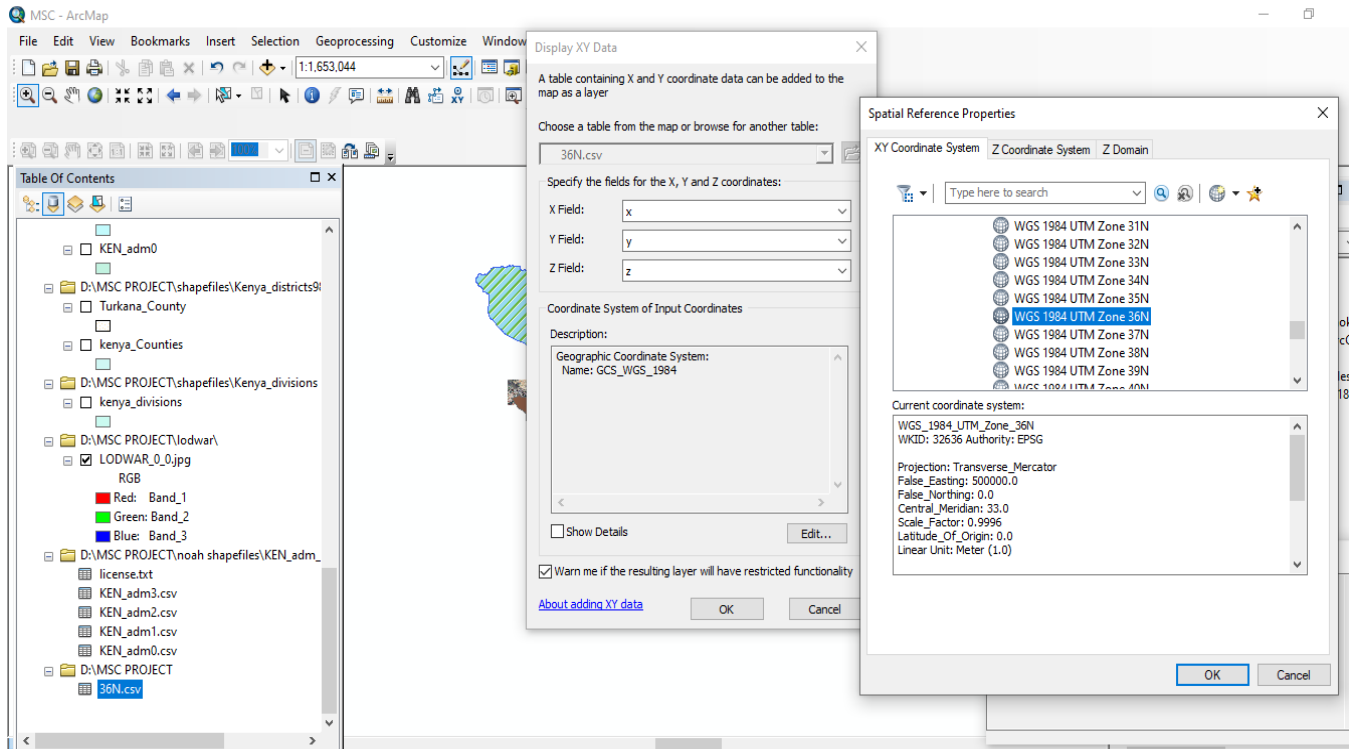 MSC - ArcMap
File Edit View Bookmarks Insert Selection Geoprocessing Customize Window
1:1,653,044
100%
Table Of Contents
KEN_adm0
D:\MSC PROJECT\shapefiles\Kenya_districts98
Turkana_County
kenya_Counties
D:\MSC PROJECT\shapefiles\Kenya_divisions
kenya_divisions
D:\MSC PROJECT\lodwar\
LODWAR_0_0.jpg
RGB
Red: Band_1
Green: Band_2
Blue: Band_3
D:\MSC PROJECT\noah shapefiles\KEN_adm_
license.txt
KEN_adm3.csv
KEN_adm2.csv
KEN_adm1.csv
KEN_adm0.csv
D:\MSC PROJECT
36N.csv
Display XY Data
A table containing X and Y coordinate data can be added to the
map as a layer
Choose a table from the map or browse for another table:
36N.csv
Specify the fields for the X, Y and Z coordinates:
X Field: x
Y Field: y
Z Field: z
Coordinate System of Input Coordinates
Description:
Geographic Coordinate System:
Name: GCS_WGS_1984
Show Details
Edit...
Warn me if the resulting layer will have restricted functionality
About adding XY data
OK
Cancel
Spatial Reference Properties
XY Coordinate System Z Coordinate System Z Domain
Type here to search
WGS 1984 UTM Zone 31N
WGS 1984 UTM Zone 32N
WGS 1984 UTM Zone 33N
WGS 1984 UTM Zone 34N
WGS 1984 UTM Zone 35N
WGS 1984 UTM Zone 36N
WGS 1984 UTM Zone 37N
WGS 1984 UTM Zone 38N
WGS 1984 UTM Zone 39N
WGS 1984 UTM Zone 40N
Current coordinate system:
WGS_1984_UTM_Zone_36N
WKID: 32636 Authority: EPSG
Projection: Transverse_Mercator
False_Easting: 500000.0
False_Northing: 0.0
Central_Meridian: 33.0
Scale_Factor: 0.9996
Latitude_Of_Origin: 0.0
Linear Unit: Meter (1.0)
OK
Cancel